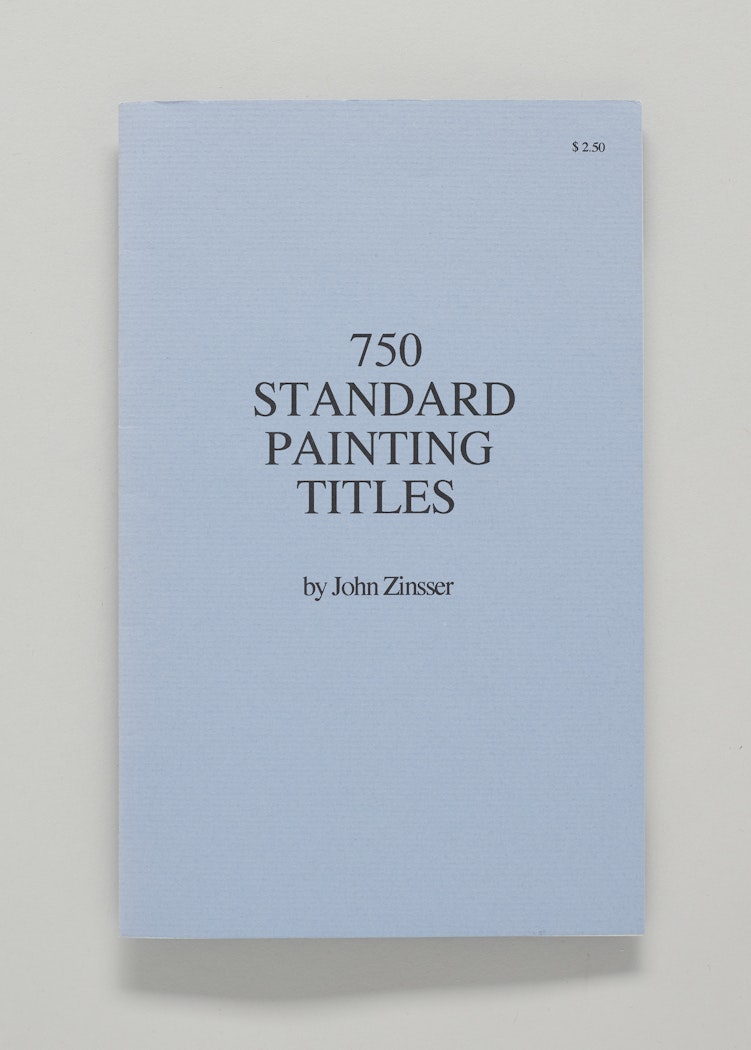 $ 2.50
750
STANDARD
PAINTING
TITLES
by John Zinsser